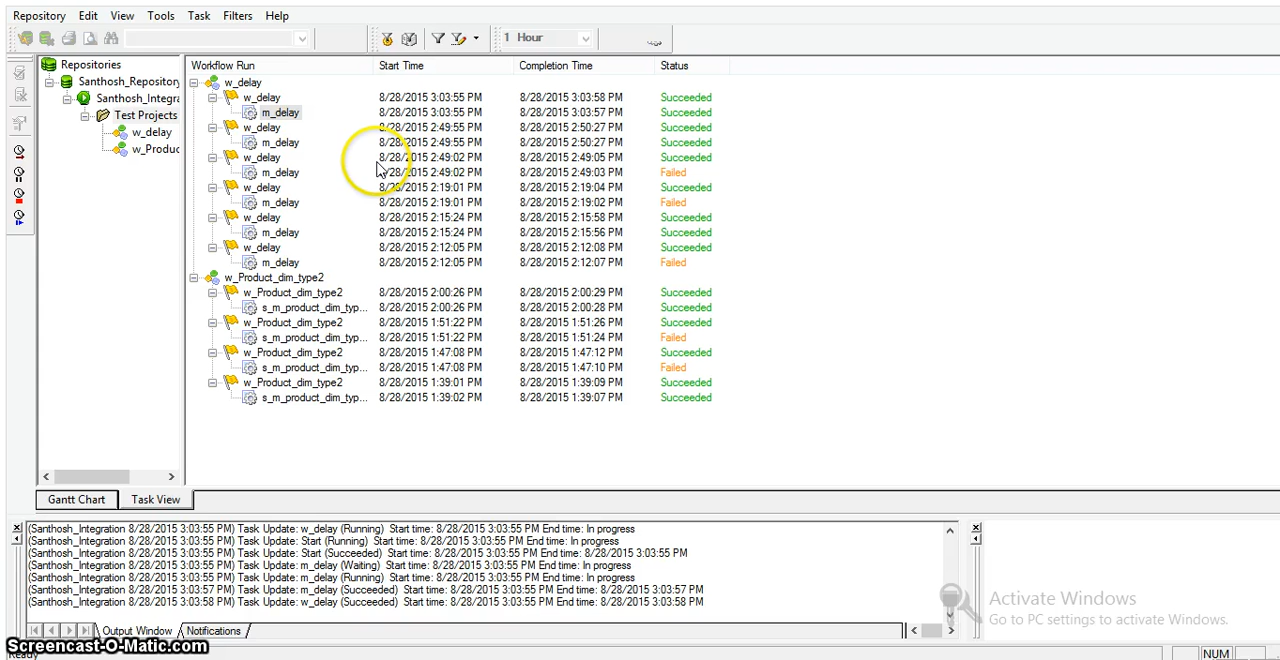 Repository Edit View Tools Task Filters Help
1 Hour
Repositories
Santhosh_Repository
Santhosh_Integra
Test Projects
w_delay
w_Produc
Workflow Run Start Time Completion Time Status
w_delay
w_delay 8/28/2015 3:03:55 PM 8/28/2015 3:03:58 PM Succeeded
m_delay 8/28/2015 3:03:55 PM 8/28/2015 3:03:57 PM Succeeded
w_delay 8/28/2015 2:49:55 PM 8/28/2015 2:50:27 PM Succeeded
m_delay 8/28/2015 2:49:55 PM 8/28/2015 2:50:27 PM Succeeded
w_delay 8/28/2015 2:49:02 PM 8/28/2015 2:49:05 PM Succeeded
m_delay 8/28/2015 2:49:02 PM 8/28/2015 2:49:03 PM Failed
w_delay 8/28/2015 2:19:01 PM 8/28/2015 2:19:04 PM Succeeded
m_delay 8/28/2015 2:19:01 PM 8/28/2015 2:19:02 PM Failed
w_delay 8/28/2015 2:15:24 PM 8/28/2015 2:15:58 PM Succeeded
m_delay 8/28/2015 2:15:24 PM 8/28/2015 2:15:56 PM Succeeded
w_delay 8/28/2015 2:12:05 PM 8/28/2015 2:12:08 PM Succeeded
m_delay 8/28/2015 2:12:05 PM 8/28/2015 2:12:07 PM Failed
w_Product_dim_type2
w_Product_dim_type2 8/28/2015 2:00:26 PM 8/28/2015 2:00:29 PM Succeeded
s_m_product_dim_typ... 8/28/2015 2:00:26 PM 8/28/2015 2:00:28 PM Succeeded
w_Product_dim_type2 8/28/2015 1:51:22 PM 8/28/2015 1:51:26 PM Succeeded
s_m_product_dim_typ... 8/28/2015 1:51:22 PM 8/28/2015 1:51:24 PM Failed
w_Product_dim_type2 8/28/2015 1:47:08 PM 8/28/2015 1:47:12 PM Succeeded
s_m_product_dim_typ... 8/28/2015 1:47:08 PM 8/28/2015 1:47:10 PM Failed
w_Product_dim_type2 8/28/2015 1:39:01 PM 8/28/2015 1:39:09 PM Succeeded
s_m_product_dim_typ... 8/28/2015 1:39:02 PM 8/28/2015 1:39:07 PM Succeeded
Gantt Chart Task View
(Santhosh_Integration 8/28/2015 3:03:55 PM) Task Update: w_delay (Running) Start time: 8/28/2015 3:03:55 PM End time: In progress
(Santhosh_Integration 8/28/2015 3:03:55 PM) Task Update: Start (Running) Start time: 8/28/2015 3:03:55 PM End time: In progress
(Santhosh_Integration 8/28/2015 3:03:55 PM) Task Update: Start (Succeeded) Start time: 8/28/2015 3:03:55 PM End time: 8/28/2015 3:03:55 PM
(Santhosh_Integration 8/28/2015 3:03:55 PM) Task Update: m_delay (Waiting) Start time: 8/28/2015 3:03:55 PM End time: In progress
(Santhosh_Integration 8/28/2015 3:03:55 PM) Task Update: m_delay (Running) Start time: 8/28/2015 3:03:55 PM End time: In progress
(Santhosh_Integration 8/28/2015 3:03:57 PM) Task Update: m_delay (Succeeded) Start time: 8/28/2015 3:03:55 PM End time: 8/28/2015 3:03:57 PM
(Santhosh_Integration 8/28/2015 3:03:58 PM) Task Update: w_delay (Succeeded) Start time: 8/28/2015 3:03:55 PM End time: 8/28/2015 3:03:58 PM
Activate Windows
Go to PC settings to activate Windows.
Output Window Notifications
Screencast-O-Matic.com
Ready NUM